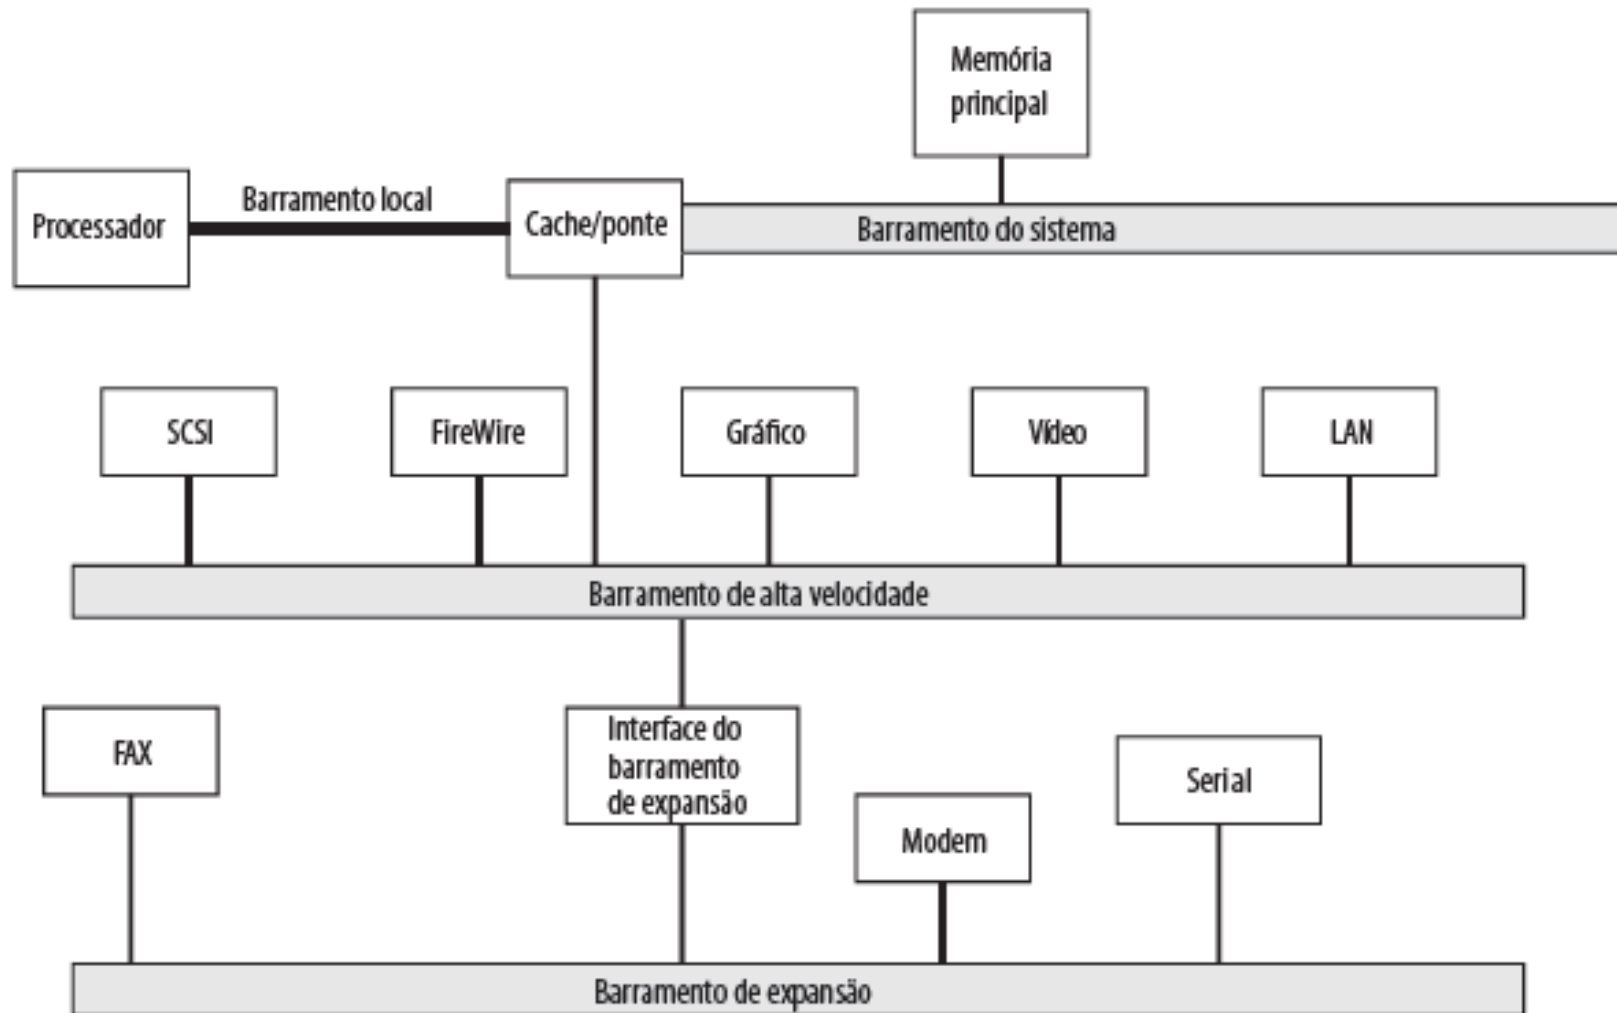 Memória
principal
Processador
Barramento local
Cache/ponte
Barramento do sistema
SCSI
FireWire
Gráfico
Vídeo
LAN
Barramento de alta velocidade
FAX
Interface do
barramento
de expansão
Modem
Serial
Barramento de expansão